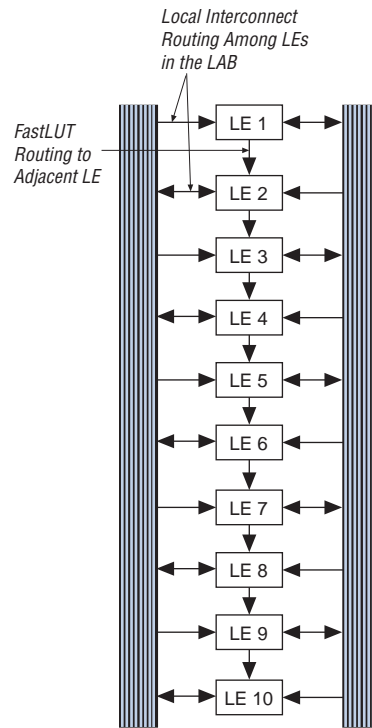 Local Interconnect
Routing Among LEs
in the LAB
FastLUT
Routing to
Adjacent LE
LE 1
LE 2
LE 3
LE 4
LE 5
LE 6
LE 7
LE 8
LE 9
LE 10